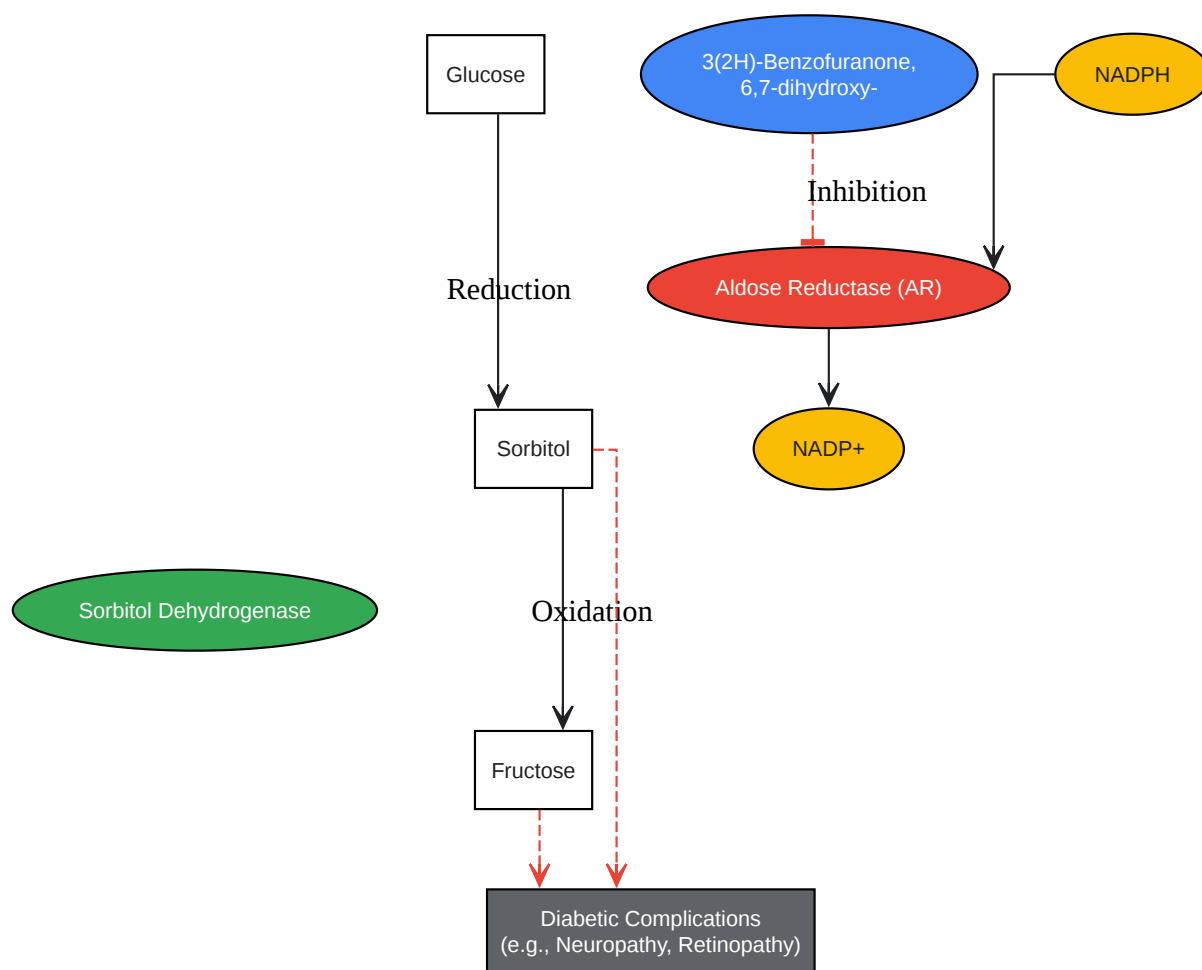 Glucose
3(2H)-Benzofuranone,
6,7-dihydroxy-
NADPH
Inhibition
Reduction
Aldose Reductase (AR)
Sorbitol
NADP+
Sorbitol Dehydrogenase
Oxidation
Fructose
Diabetic Complications
(e.g., Neuropathy, Retinopathy)